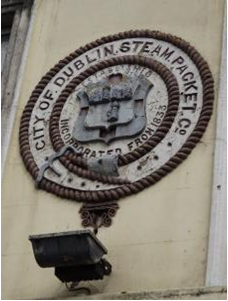 CITY OF DUBLIN STEAM PACKET Co
INCORPORATED FROM 1833